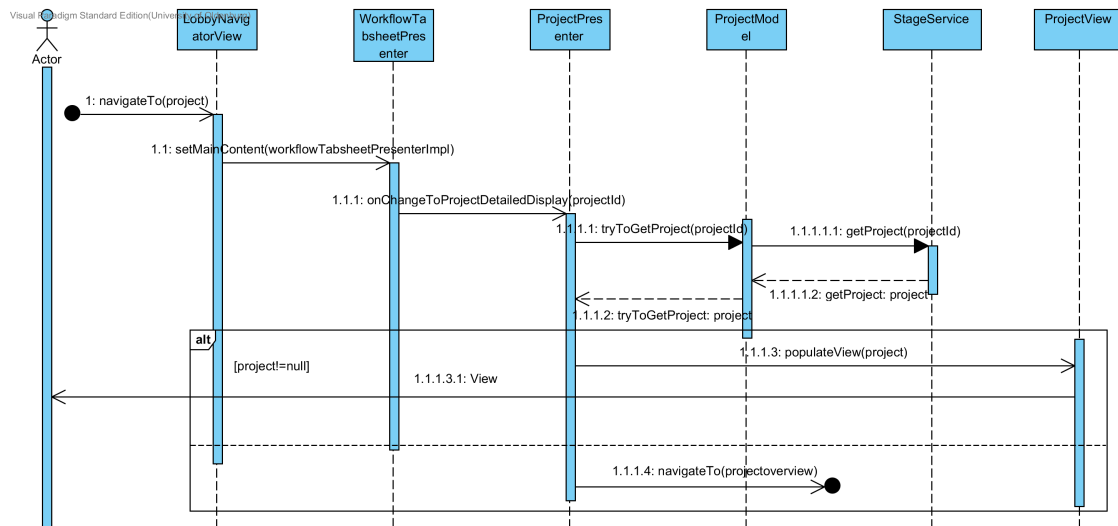 Visual Paradigm Standard Edition(University of Oldenburg)
LobbyNavig
atorView
WorkflowTa
bsheetPres
enter
ProjectPres
enter
ProjectMod
el
StageService
ProjectView
Actor
1: navigateTo(project)
1.1: setMainContent(workflowTabsheetPresenterImpl)
1.1.1: onChangeToProjectDetailedDisplay(projectId)
1.1.1.1: tryToGetProject(projectId)
1.1.1.1.1: getProject(projectId)
1.1.1.1.2: getProject: project
1.1.1.2: tryToGetProject: project
alt
[project!=null]
1.1.1.3: populateView(project)
1.1.1.3.1: View
1.1.1.4: navigateTo(projectoverview)